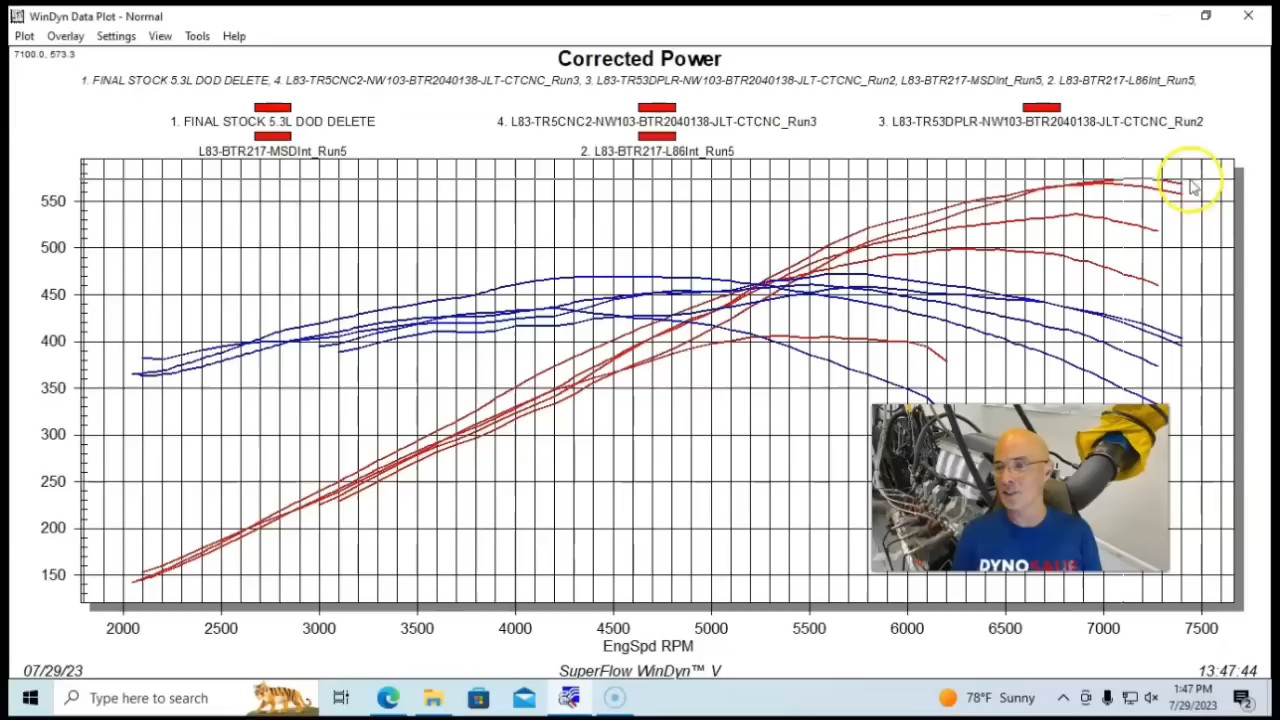 WinDyn Data Plot - Normal
Plot Overlay Settings View Tools Help
7100.0, 573.3
Corrected Power
1. FINAL STOCK 5.3L DOD DELETE, 4. L83-TR5CNC2-NW103-BTR2040138-JLT-CTCNC_Run3, 3. L83-TR53DPLR-NW103-BTR2040138-JLT-CTCNC_Run2, L83-BTR217-MSDInt_Run5, 2. L83-BTR217-L86Int_Run5,
1. FINAL STOCK 5.3L DOD DELETE 4. L83-TR5CNC2-NW103-BTR2040138-JLT-CTCNC_Run3 3. L83-TR53DPLR-NW103-BTR2040138-JLT-CTCNC_Run2
L83-BTR217-MSDInt_Run5 2. L83-BTR217-L86Int_Run5
550
500
450
400
350
300
250
200
150
DYNOSAUR
2000 2500 3000 3500 4000 4500 5000 5500 6000 6500 7000 7500
EngSpd RPM
07/29/23 SuperFlow WinDyn™ V 13:47:44
Type here to search 78°F Sunny 1:47 PM
7/29/2023 2